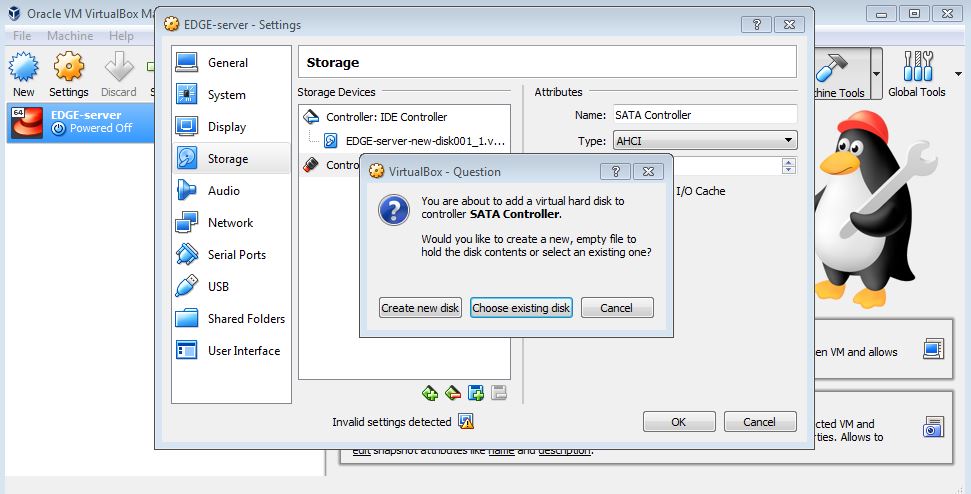 Oracle VM VirtualBox Ma
File Machine Help
New Settings Discard S
64
EDGE-server
Powered Off
EDGE-server - Settings
?
General
System
Display
Storage
Audio
Network
Serial Ports
USB
Shared Folders
User Interface
Storage
Storage Devices
Controller: IDE Controller
EDGE-server-new-disk001_1.v...
Contro
Attributes
Name: SATA Controller
Type: AHCI
I/O Cache
VirtualBox - Question
?
?
You are about to add a virtual hard disk to
controller SATA Controller.
Would you like to create a new, empty file to
hold the disk contents or select an existing one?
Create new disk Choose existing disk Cancel
Invalid settings detected
OK Cancel
hine Tools Global Tools
en VM and allows
cted VM and
rties. Allows to
edit snapshot attributes like name and description.